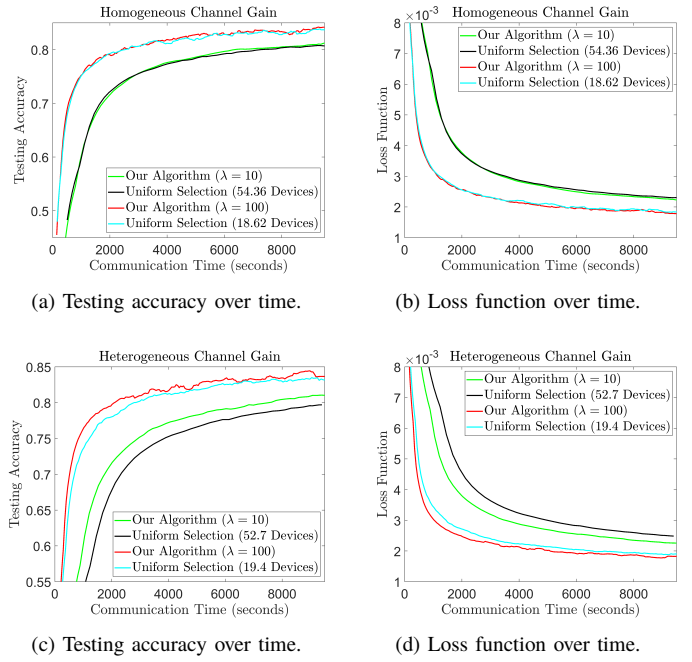 Homogeneous Channel Gain
Testing Accuracy
0.8
0.7
0.6
0.5
Our Algorithm (λ = 10)
Uniform Selection (54.36 Devices)
Our Algorithm (λ = 100)
Uniform Selection (18.62 Devices)
0 2000 4000 6000 8000
Communication Time (seconds)
(a) Testing accuracy over time.
Homogeneous Channel Gain
×10⁻³
Loss Function
8
7
6
5
4
3
2
1
Our Algorithm (λ = 10)
Uniform Selection (54.36 Devices)
Our Algorithm (λ = 100)
Uniform Selection (18.62 Devices)
0 2000 4000 6000 8000
Communication Time (seconds)
(b) Loss function over time.
Heterogeneous Channel Gain
Testing Accuracy
0.85
0.8
0.75
0.7
0.65
0.6
0.55
Our Algorithm (λ = 10)
Uniform Selection (52.7 Devices)
Our Algorithm (λ = 100)
Uniform Selection (19.4 Devices)
0 2000 4000 6000 8000
Communication Time (seconds)
(c) Testing accuracy over time.
Heterogeneous Channel Gain
×10⁻³
Loss Function
8
7
6
5
4
3
2
1
Our Algorithm (λ = 10)
Uniform Selection (52.7 Devices)
Our Algorithm (λ = 100)
Uniform Selection (19.4 Devices)
0 2000 4000 6000 8000
Communication Time (seconds)
(d) Loss function over time.